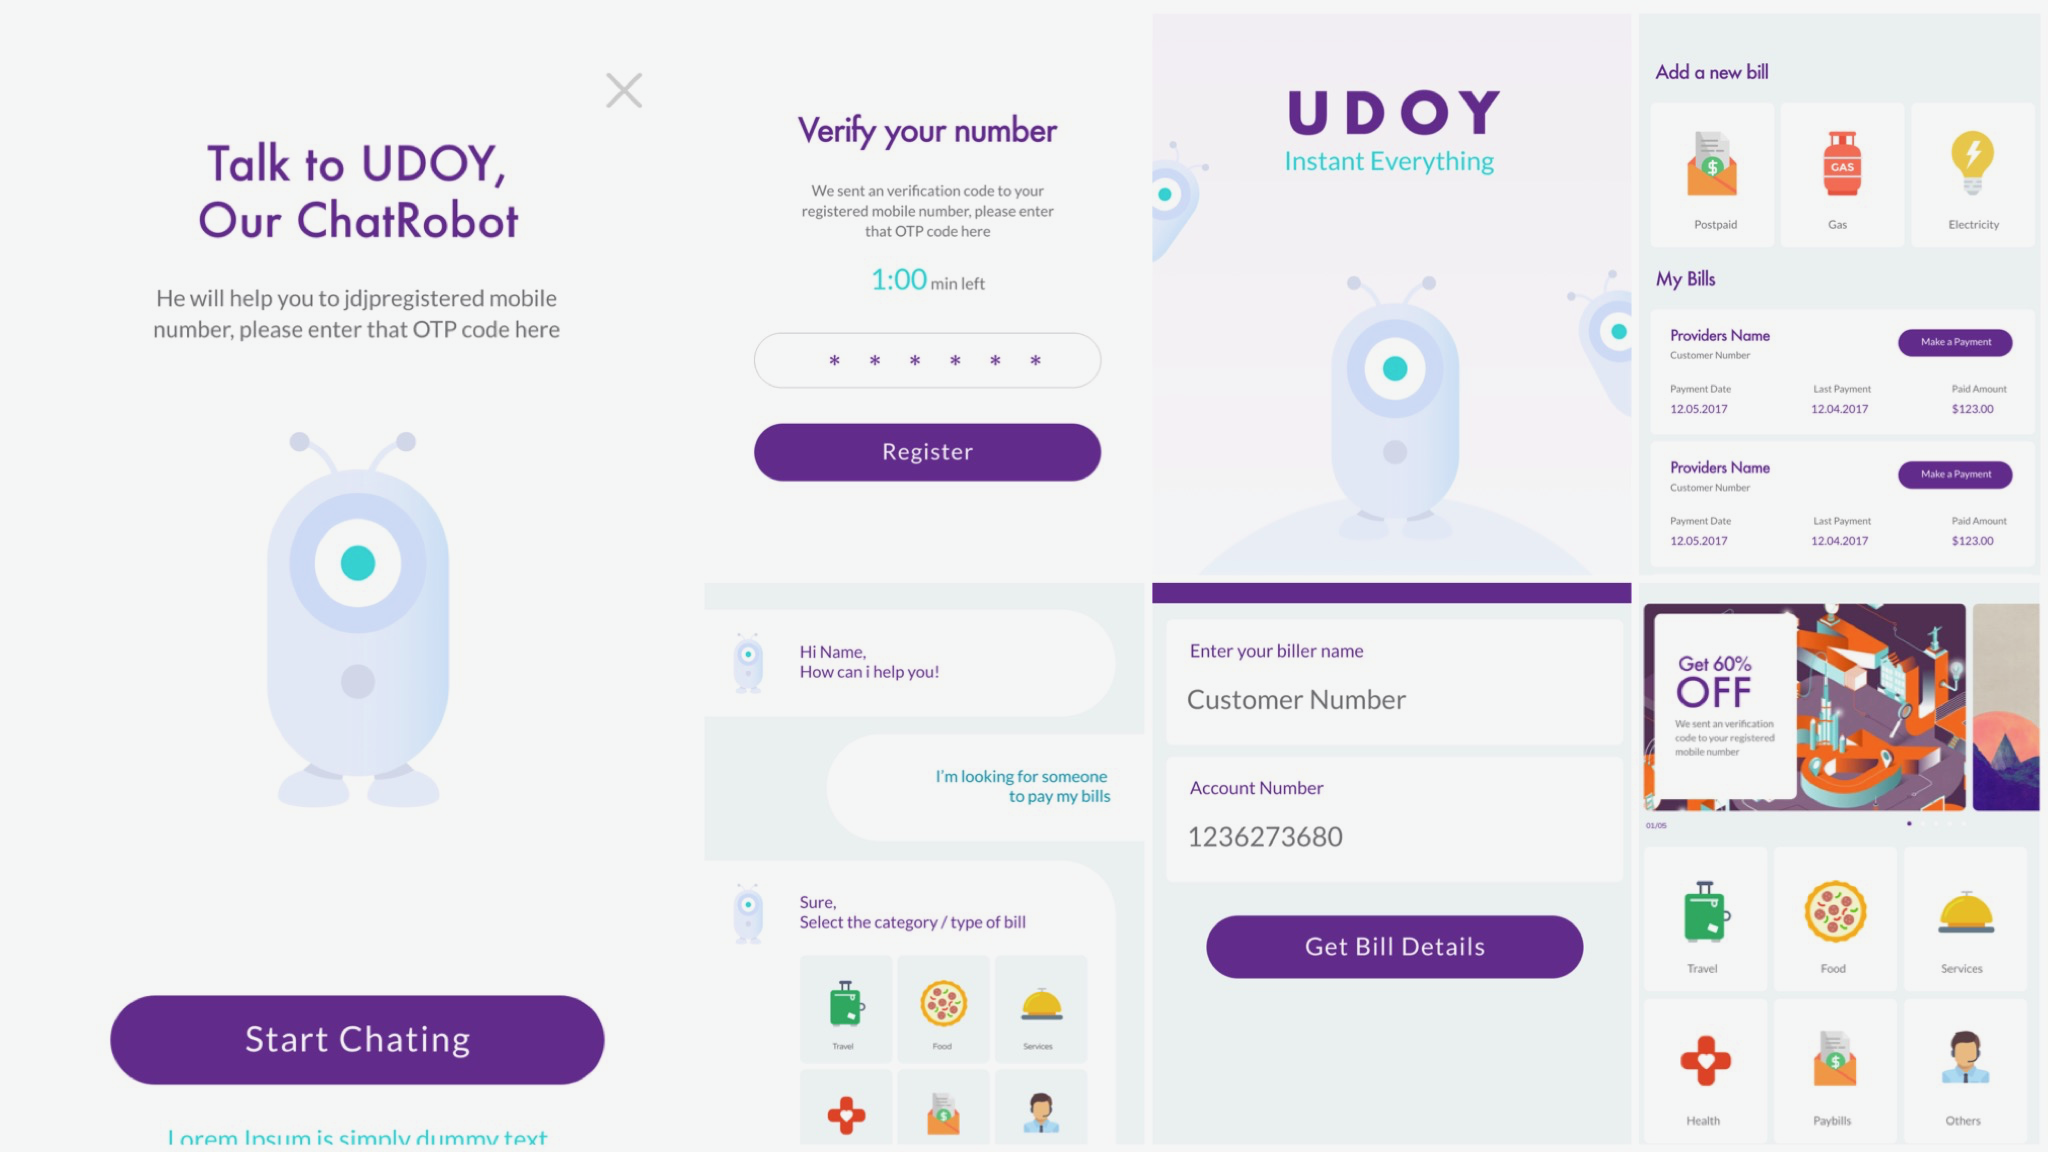 Talk to UDOY,
Our ChatRobot
He will help you to jdjpregistered mobile
number, please enter that OTP code here
Start Chating
Lorem Ipsum is simply dummy text
Verify your number
We sent an verification code to your
registered mobile number, please enter
that OTP code here
1:00 min left
* * * * * *
Register
UDOY
Instant Everything
Add a new bill
GAS
Postpaid
Gas
Electricity
My Bills
Providers Name
Customer Number
Make a Payment
Payment Date
Last Payment
Paid Amount
12.05.2017
12.04.2017
$123.00
Providers Name
Customer Number
Make a Payment
Payment Date
Last Payment
Paid Amount
12.05.2017
12.04.2017
$123.00
Hi Name,
How can i help you!
I'm looking for someone
to pay my bills
Sure,
Select the category / type of bill
Travel
Food
Services
Enter your biller name
Customer Number
Account Number
1236273680
Get Bill Details
Get 60%
OFF
We sent an verification
code to your registered
mobile number
01/05
Travel
Food
Services
Health
Paybills
Others